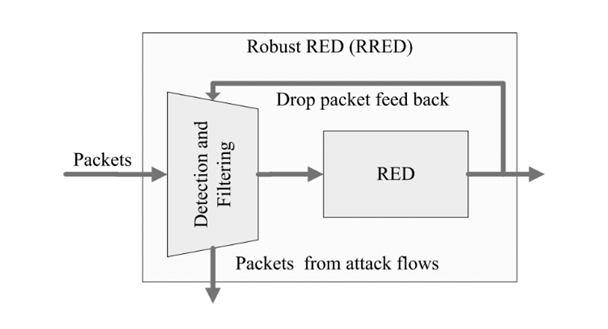 Robust RED (RRED)
Drop packet feed back
Packets
Detection and
Filtering
RED
Packets from attack flows